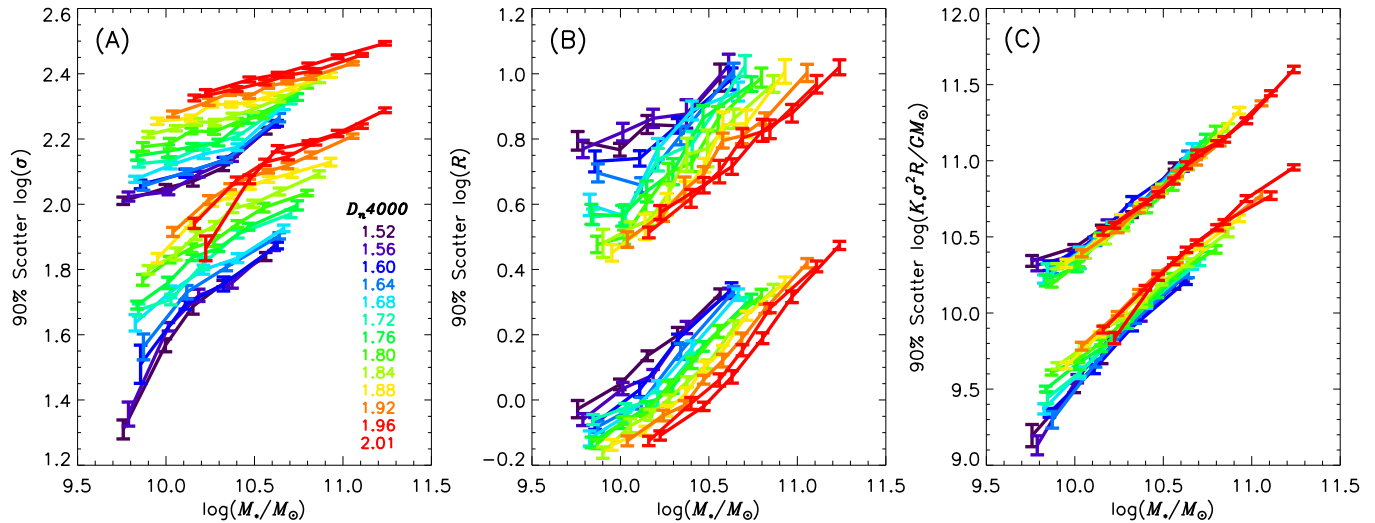 (A)
2.6
2.4
2.2
2.0
1.8
1.6
1.4
1.2
90% Scatter log(σ)
9.5 10.0 10.5 11.0 11.5
log(M*/M☉)
Dn4000
1.52
1.56
1.60
1.64
1.68
1.72
1.76
1.80
1.84
1.88
1.92
1.96
2.01
(B)
1.2
1.0
0.8
0.6
0.4
0.2
0.0
−0.2
90% Scatter log(R)
9.5 10.0 10.5 11.0 11.5
log(M*/M☉)
(C)
12.0
11.5
11.0
10.5
10.0
9.5
9.0
90% Scatter log(K*σ²R/GM☉)
9.5 10.0 10.5 11.0 11.5
log(M*/M☉)